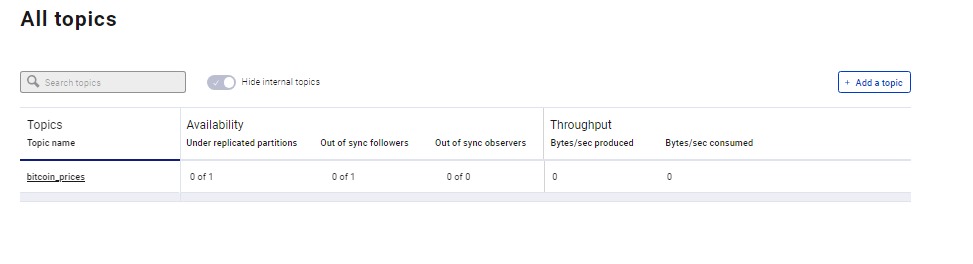 All topics
Search topics
Hide internal topics
+ Add a topic
Topics Availability Throughput
Topic name Under replicated partitions Out of sync followers Out of sync observers Bytes/sec produced Bytes/sec consumed
bitcoin_prices 0 of 1 0 of 1 0 of 0 0 0